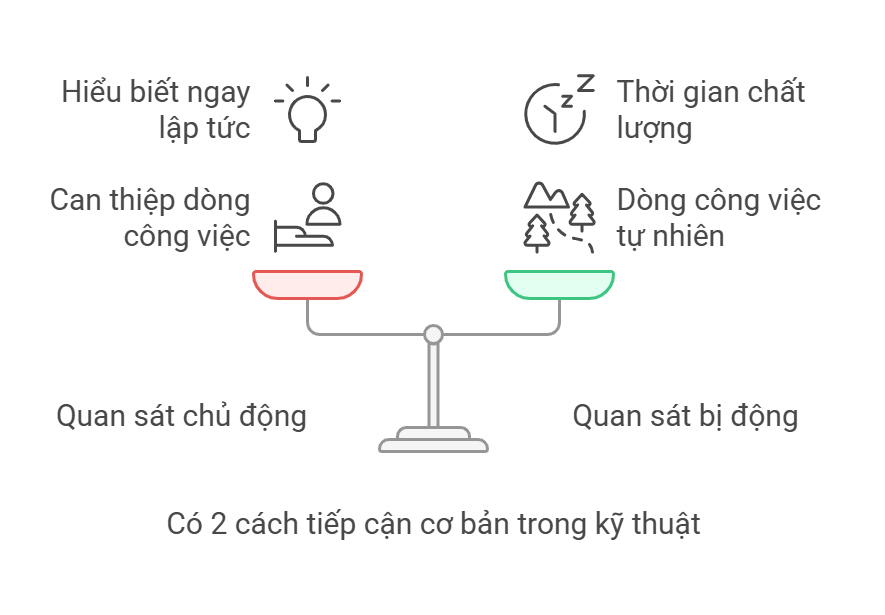 Hiểu biết ngay
lập tức
Can thiệp dòng
công việc
Z
z
z
Thời gian chất
lượng
Dòng công việc
tự nhiên
Quan sát chủ động
Quan sát bị động
Có 2 cách tiếp cận cơ bản trong kỹ thuật